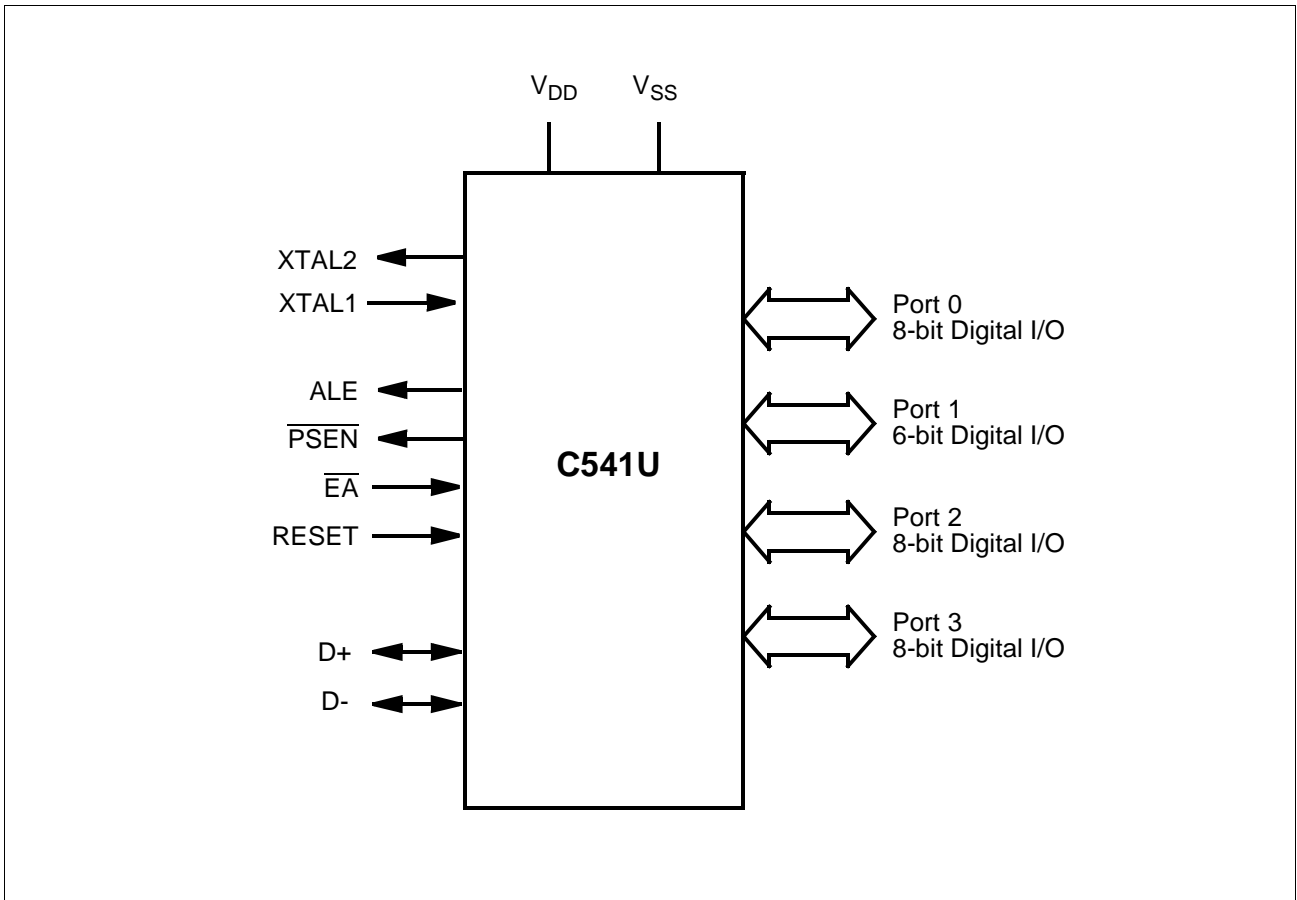 VDD VSS
XTAL2
XTAL1
ALE
PSEN
EA
RESET
D+
D-
C541U
Port 0
8-bit Digital I/O
Port 1
6-bit Digital I/O
Port 2
8-bit Digital I/O
Port 3
8-bit Digital I/O